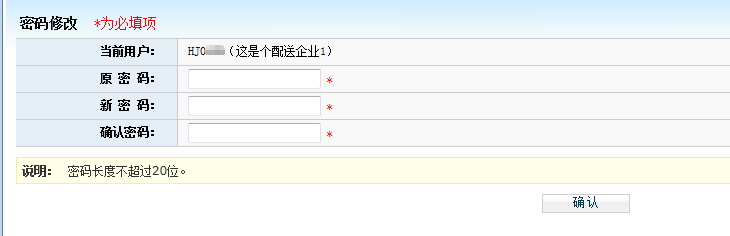 密码修改 *为必填项
当前用户： HJ0（这是个配送企业1）
原 密 码： *
新 密 码： *
确认密码： *
说明： 密码长度不超过20位。
确认